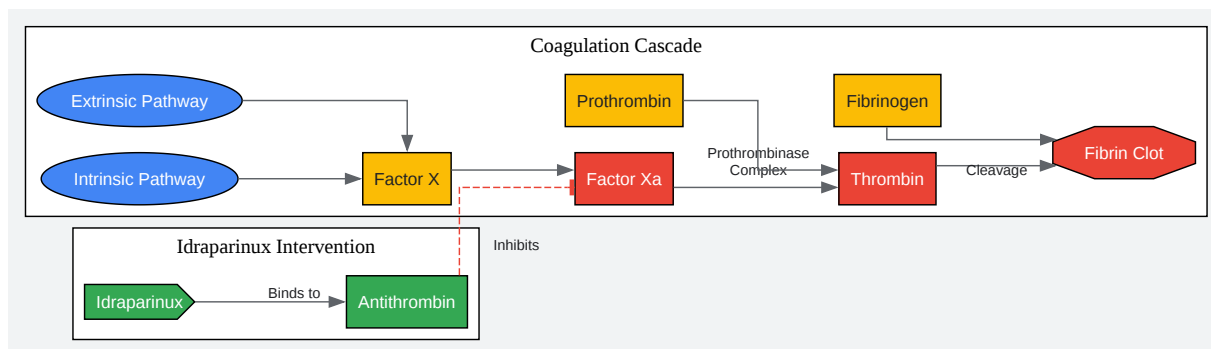 Coagulation Cascade
Extrinsic Pathway
Prothrombin
Fibrinogen
Intrinsic Pathway
Factor X
Factor Xa
Prothrombinase
Complex
Thrombin
Cleavage
Fibrin Clot
Idraparinux Intervention
Inhibits
Idraparinux
Binds to
Antithrombin